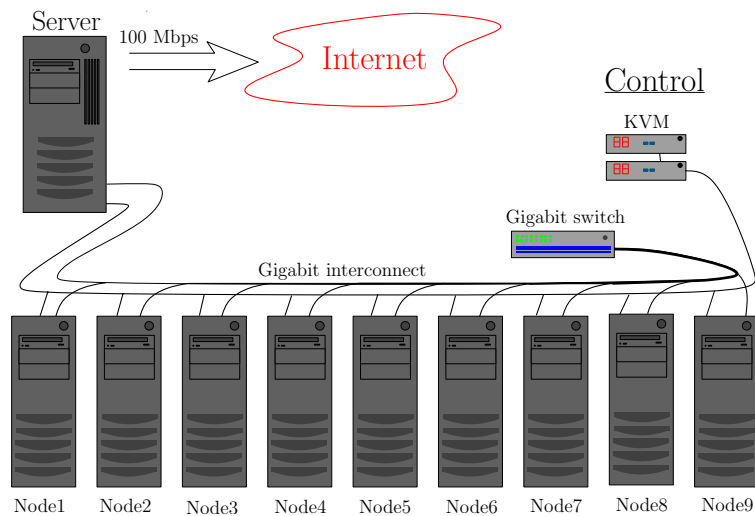 Server
100 Mbps
Internet
Control
KVM
Gigabit switch
Gigabit interconnect
Node1
Node2
Node3
Node4
Node5
Node6
Node7
Node8
Node9